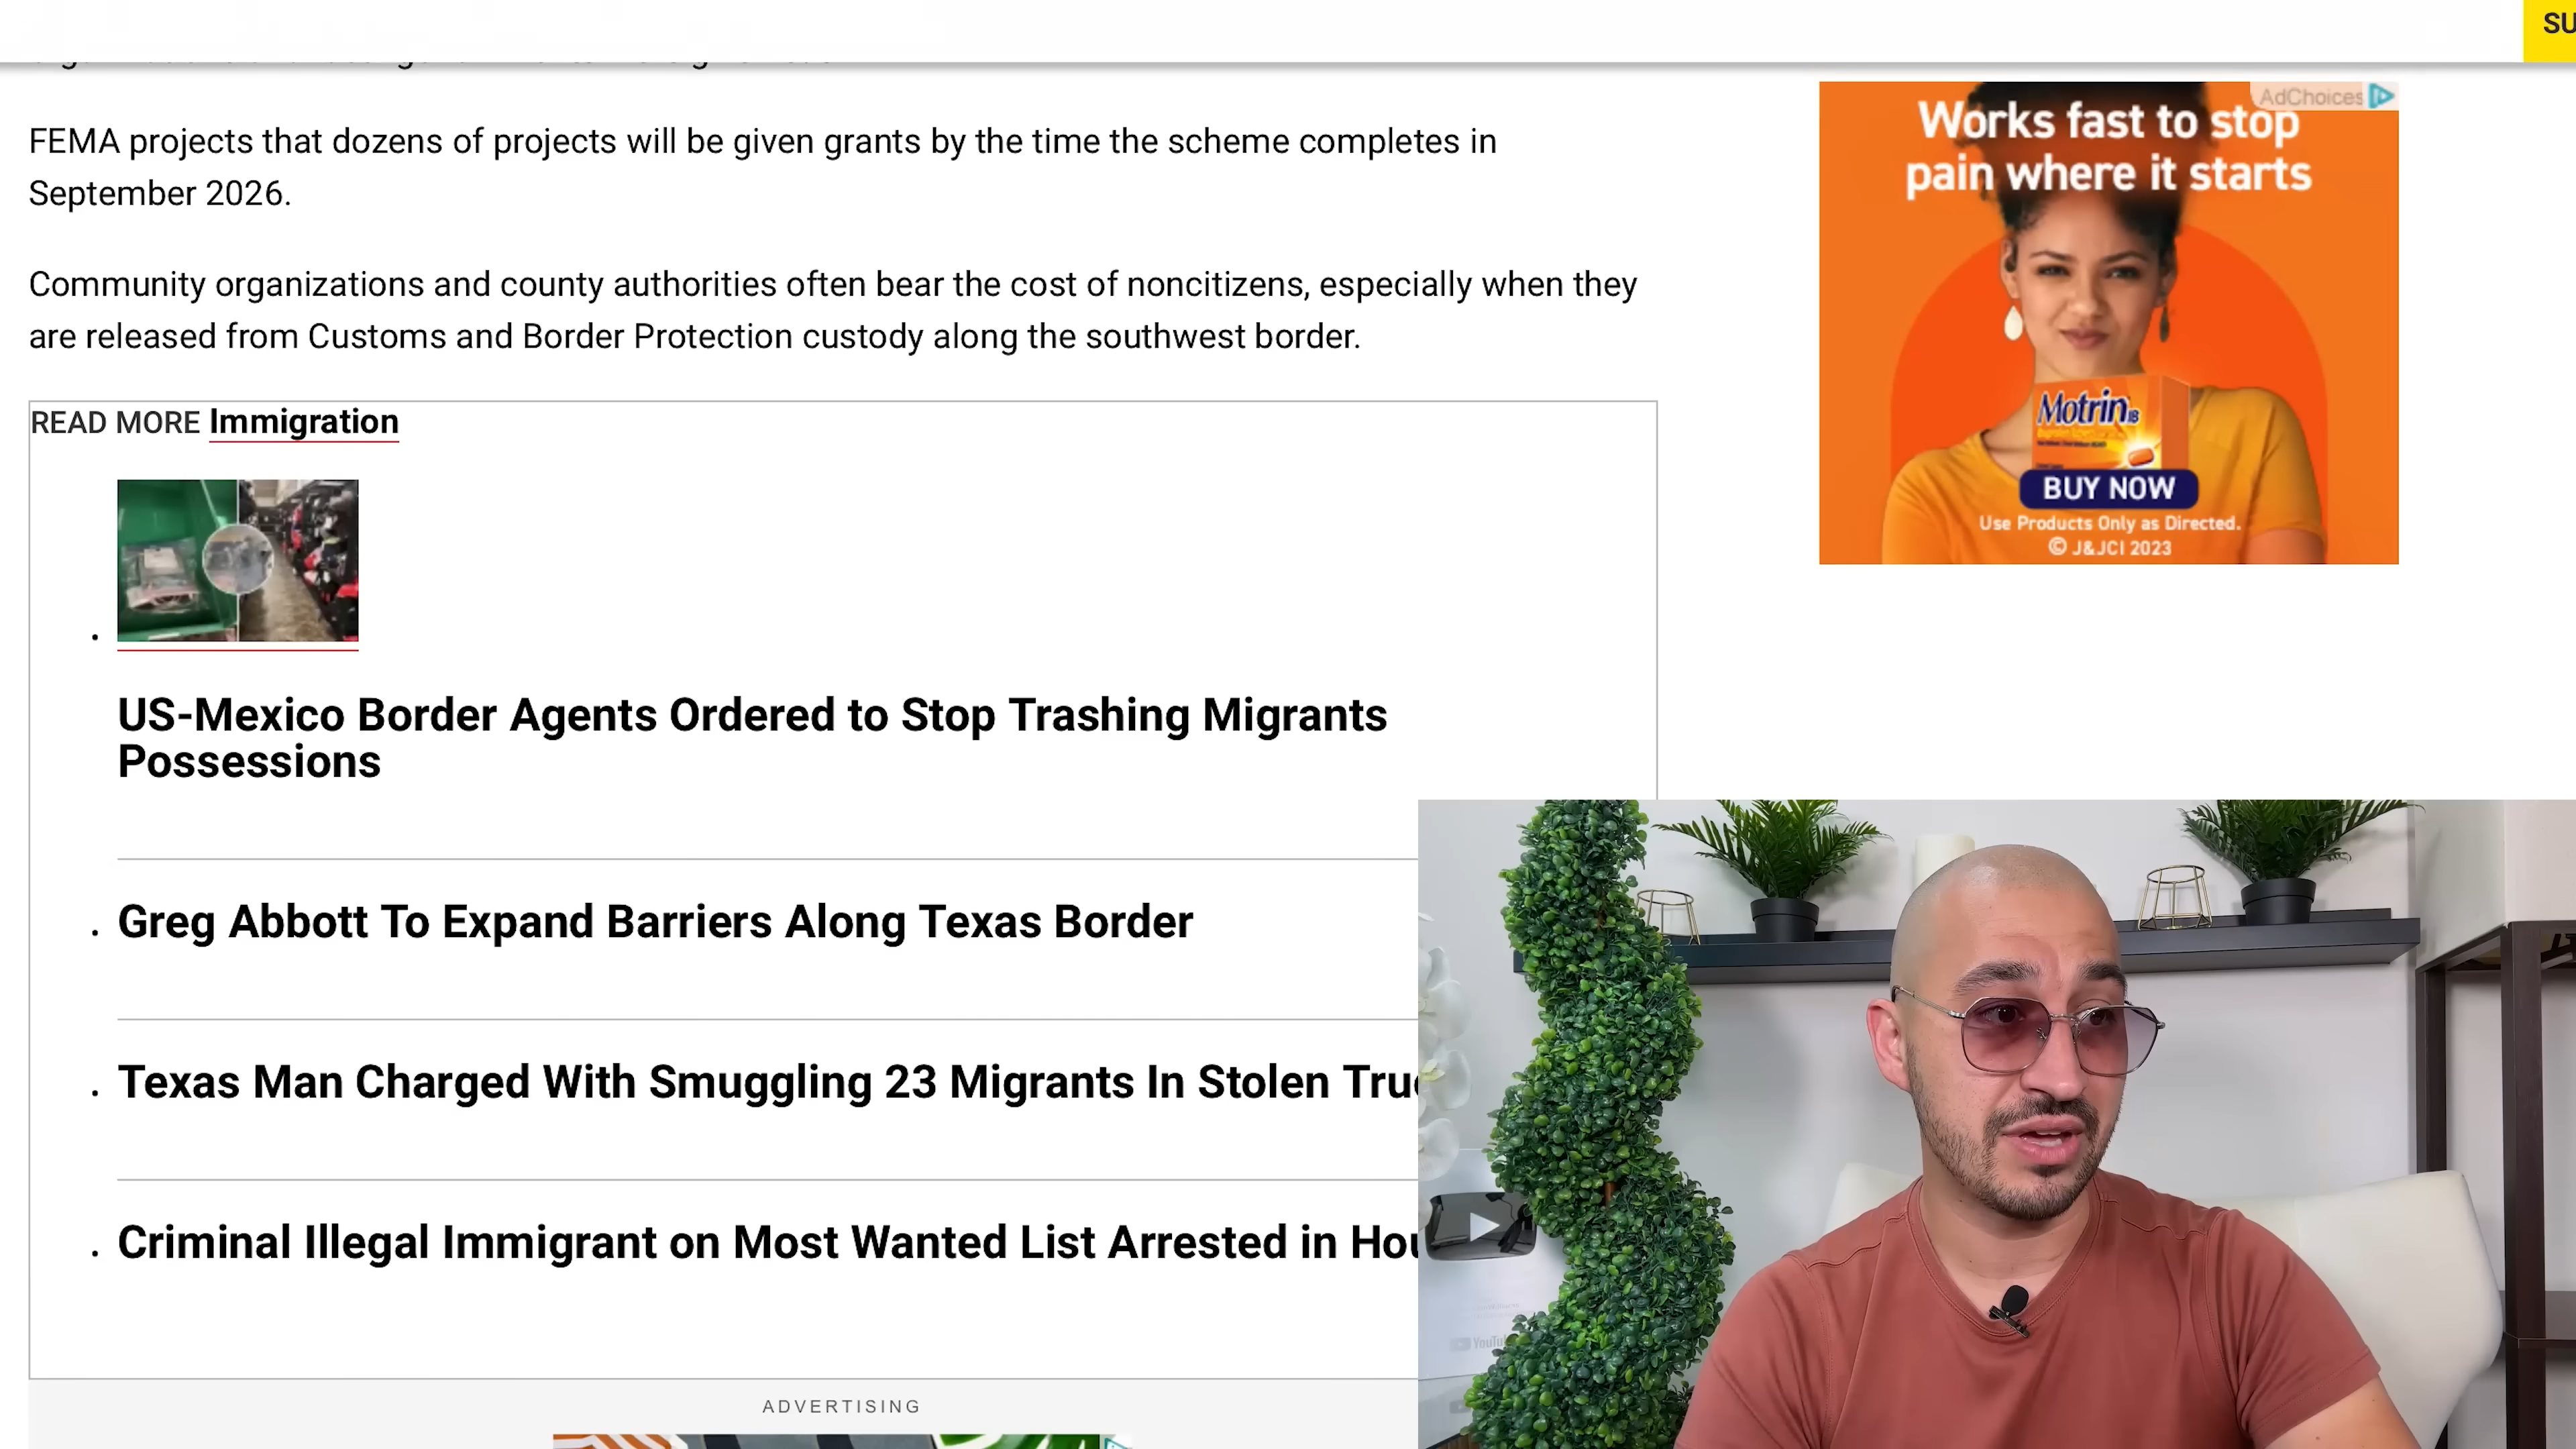 SU
FEMA projects that dozens of projects will be given grants by the time the scheme completes in
September 2026.
Community organizations and county authorities often bear the cost of noncitizens, especially when they
are released from Customs and Border Protection custody along the southwest border.
READ MORE Immigration
US-Mexico Border Agents Ordered to Stop Trashing Migrants
Possessions
Greg Abbott To Expand Barriers Along Texas Border
Texas Man Charged With Smuggling 23 Migrants In Stolen Tru
Criminal Illegal Immigrant on Most Wanted List Arrested in Hou
ADVERTISING
AdChoices
Works fast to stop
pain where it starts
Motrin IB
BUY NOW
Use Products Only as Directed.
© J&JCI 2023
YouTu